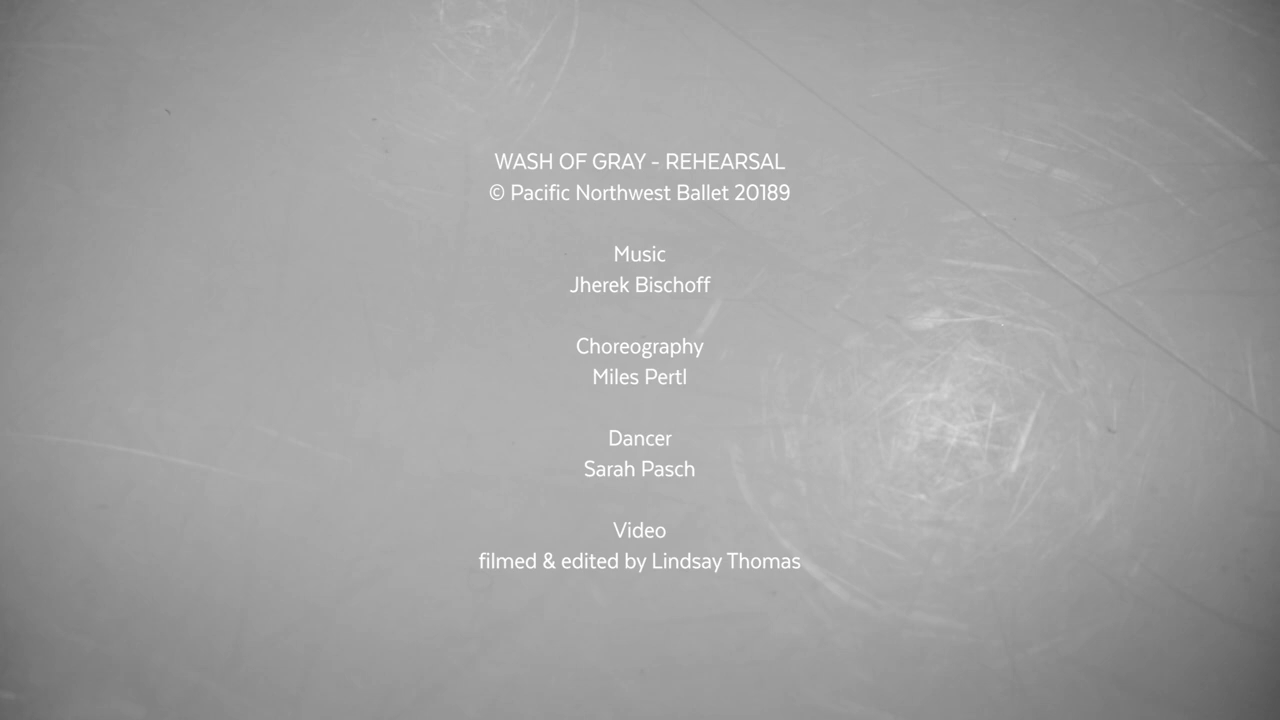 WASH OF GRAY - REHEARSAL
© Pacific Northwest Ballet 20189
Music
Jherek Bischoff
Choreography
Miles Pertl
Dancer
Sarah Pasch
Video
filmed & edited by Lindsay Thomas